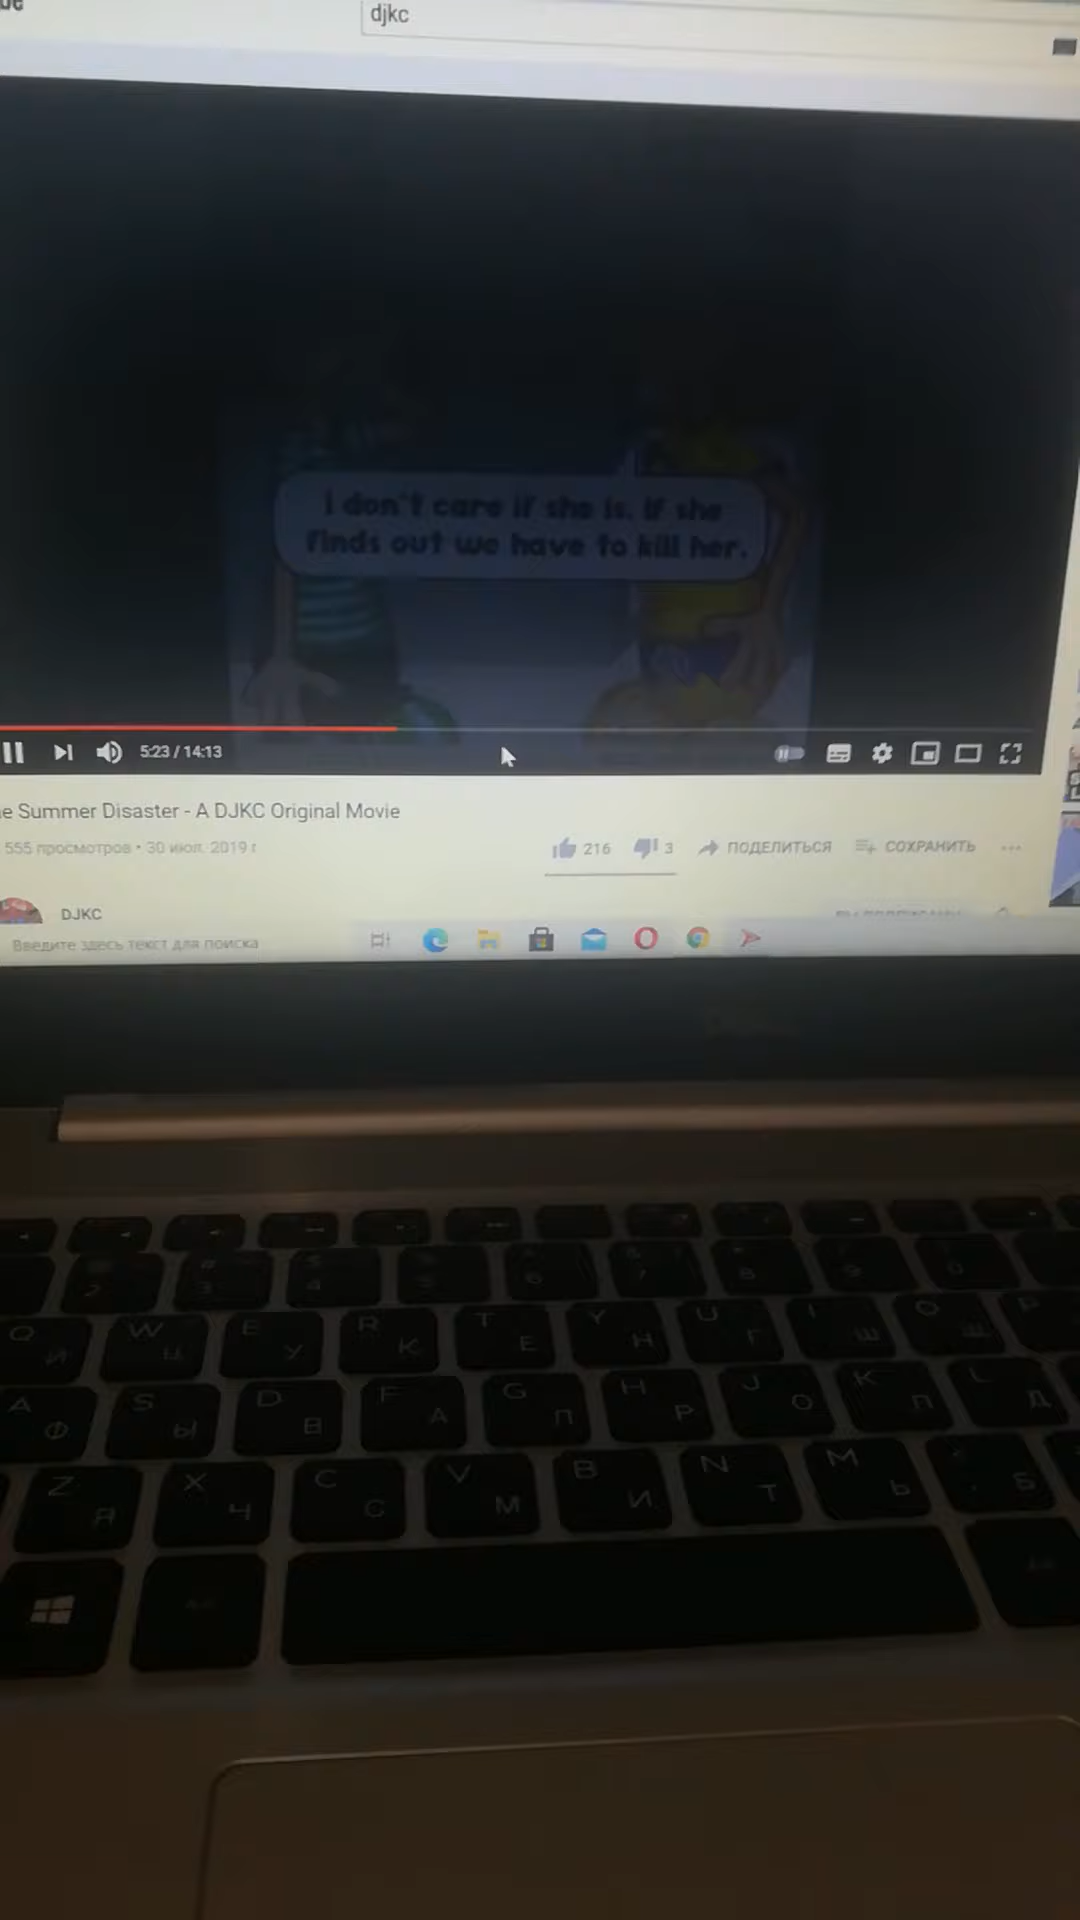 djkc
I don't care if she is. If she
finds out we have to kill her.
5:23 / 14:13
e Summer Disaster - A DJKC Original Movie
555 просмотров • 30 июл. 2019 г.
216
3
ПОДЕЛИТЬСЯ
СОХРАНИТЬ
DJKC
Введите здесь текст для поиска
Q Й W Ц E У R К T Е Y Н U Г I Ш O Щ P
A Ф S Ы D В F А G П H Р J О K Л L Д
Z Я X Ч C С V М B И N Т M Ь Б